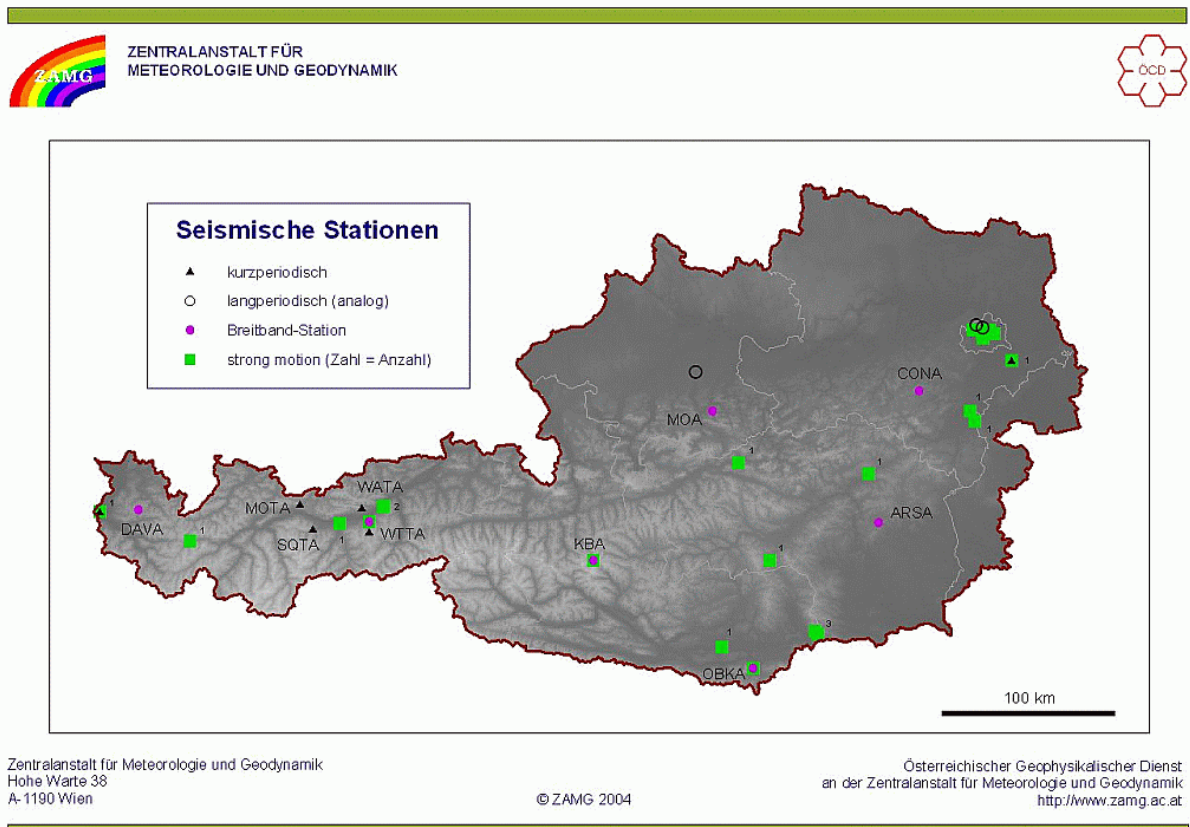 ZAMG
ZENTRALANSTALT FÜR
METEOROLOGIE UND GEODYNAMIK
ÖCD
Seismische Stationen
kurzperiodisch
langperiodisch (analog)
Breitband-Station
strong motion (Zahl = Anzahl)
1
CONA
MOA
1
1
1
1
WATA
MOTA
2
1
DAVA
1
SQTA
1
WTTA
ARSA
KBA
1
3
1
OBKA
100 km
Zentralanstalt für Meteorologie und Geodynamik
Hohe Warte 38
A-1190 Wien
© ZAMG 2004
Österreichischer Geophysikalischer Dienst
an der Zentralanstalt für Meteorologie und Geodynamik
http://www.zamg.ac.at